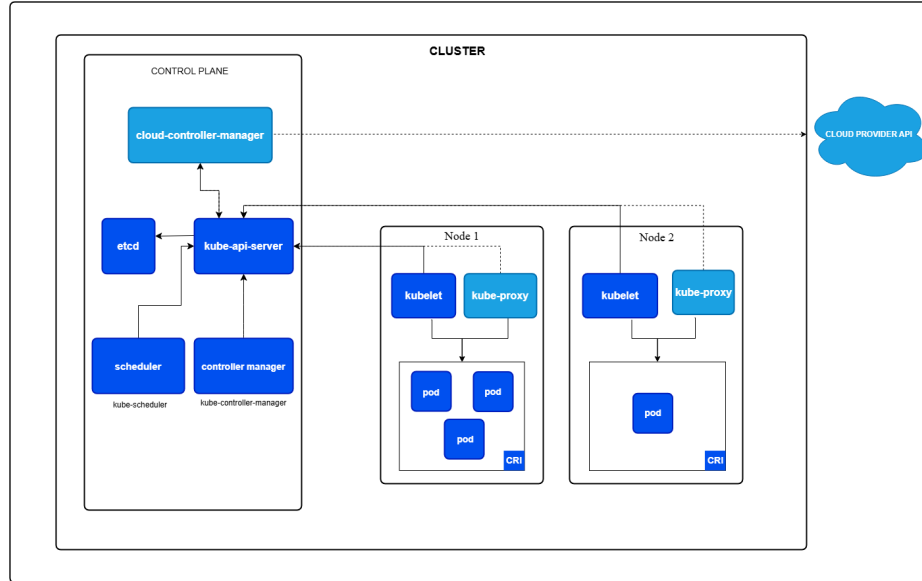 CLUSTER
CONTROL PLANE
cloud-controller-manager
CLOUD PROVIDER API
etcd
kube-api-server
Node 1
Node 2
kubelet
kube-proxy
kubelet
kube-proxy
scheduler
controller manager
kube-scheduler
kube-controller-manager
pod
pod
pod
CRI
pod
CRI